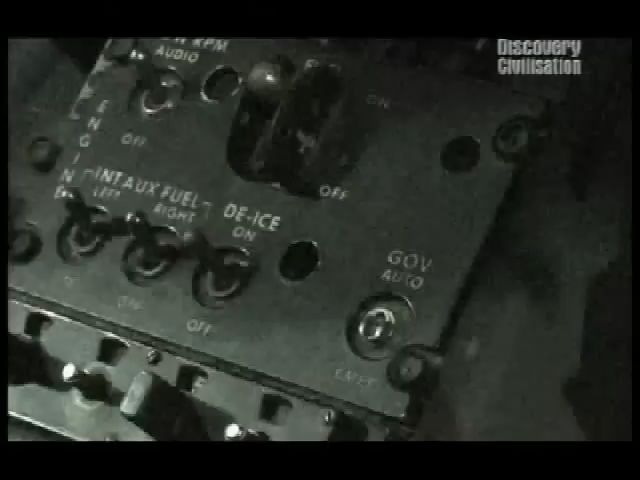 Discovery
Civilisation
RPM
AUDIO
OFF
ENGINE
ON
OFF
INT AUX FUEL
LEFT
RIGHT
DE-ICE
ON
OFF
GOV
AUTO
EMER